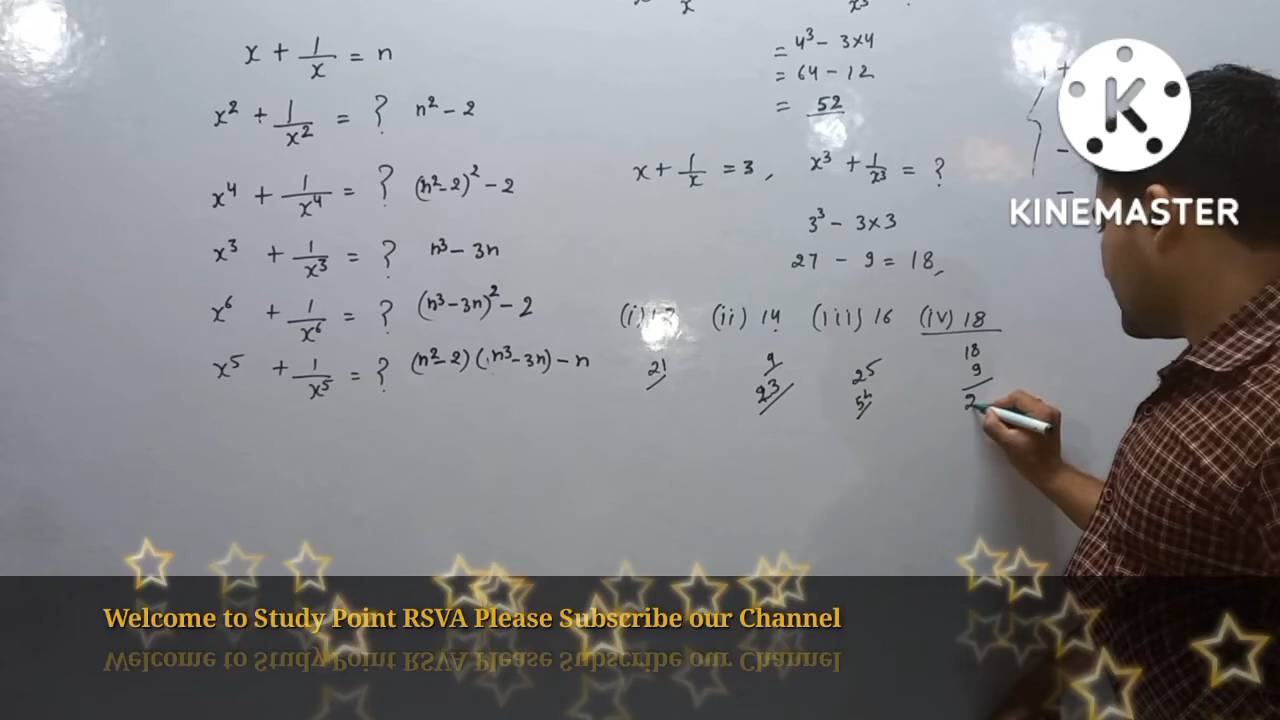 x + 1/x = n
x² + 1/x² = ? n² - 2
x⁴ + 1/x⁴ = ? (n²-2)² - 2
x³ + 1/x³ = ? n³ - 3n
x⁶ + 1/x⁶ = ? (n³-3n)² - 2
x⁵ + 1/x⁵ = ? (n²-2)(n³-3n) - n
= 4³ - 3×4
= 64 - 12
= 52
x + 1/x = 3, x³ + 1/x³ = ?
3³ - 3×3
27 - 9 = 18,
(i) (ii) 14 (iii) 16 (iv) 18
21 9 25 18
23 9
2
KINEMASTER
Welcome to Study Point RSVA Please Subscribe our Channel